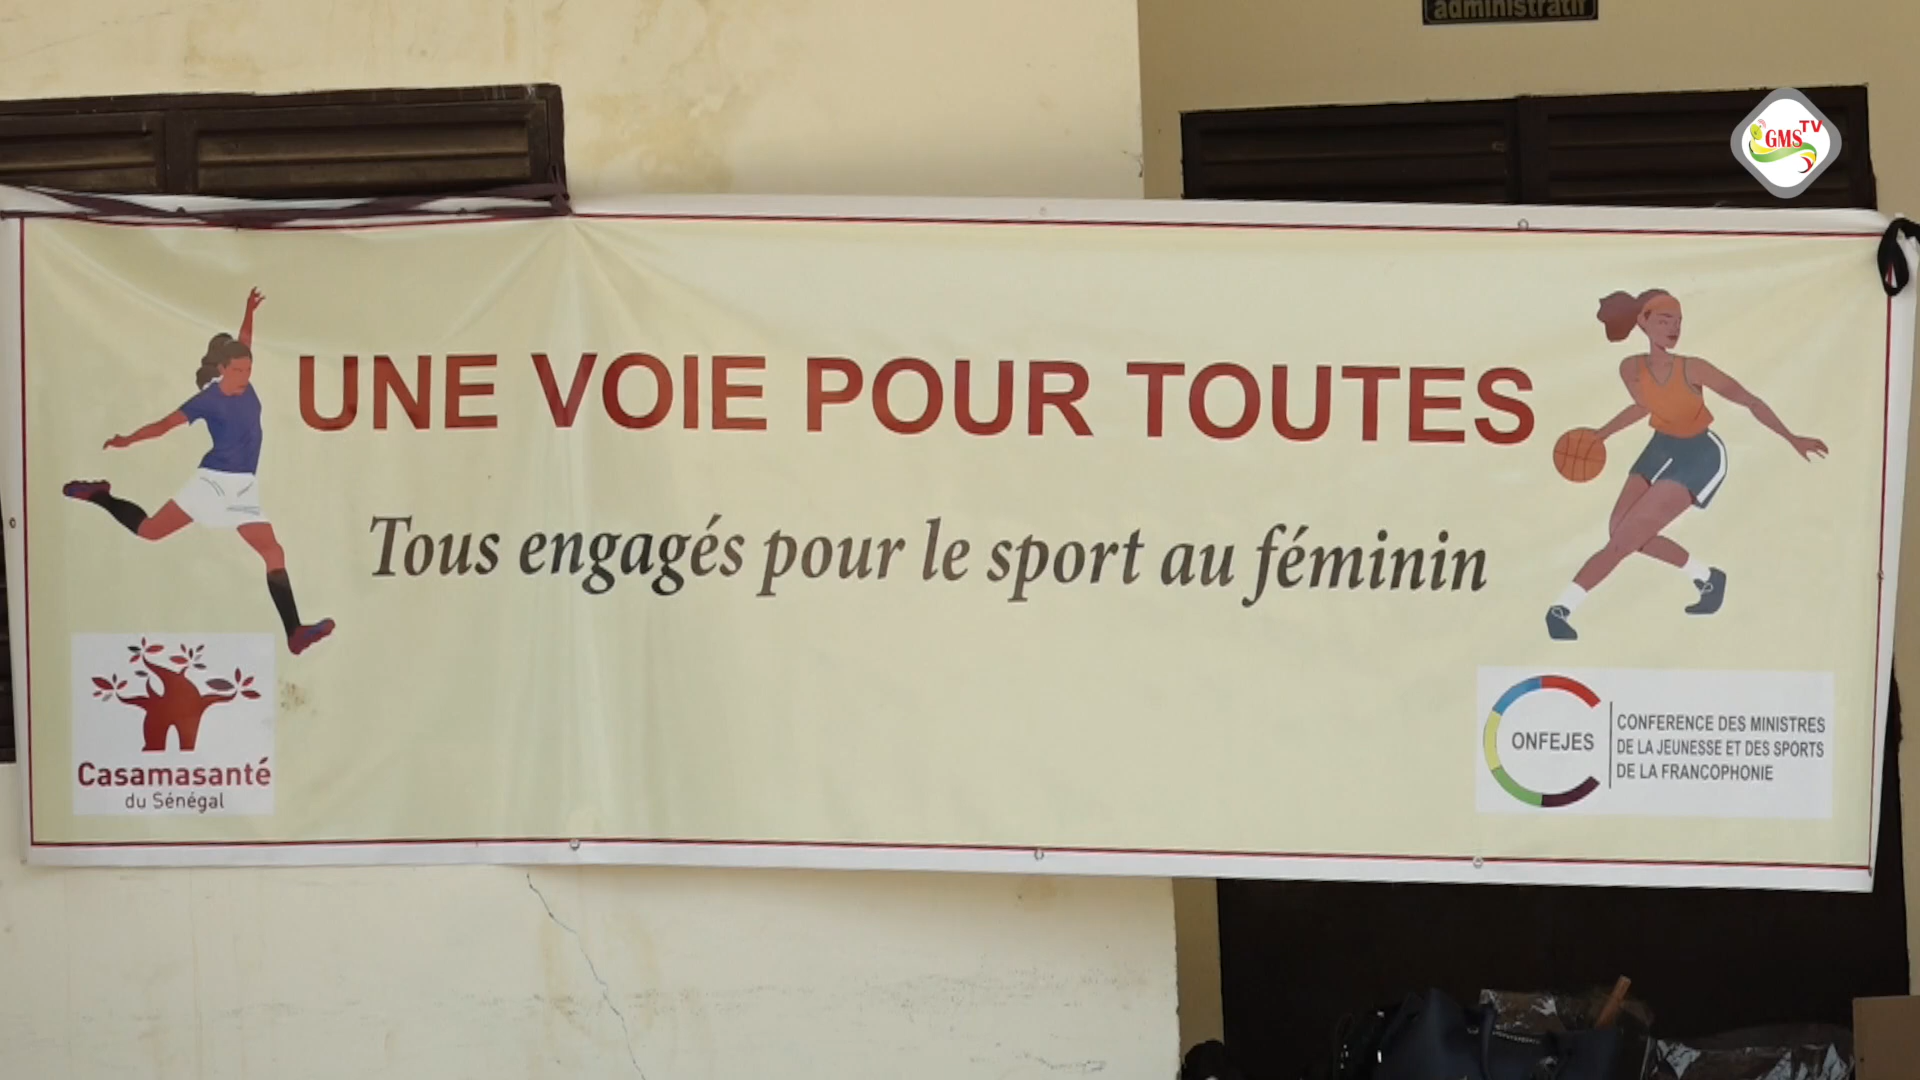 administratif
GMS TV
UNE VOIE POUR TOUTES
Tous engagés pour le sport au féminin
Casamasanté
du Sénégal
ONFEJES
CONFERENCE DES MINISTRES
DE LA JEUNESSE ET DES SPORTS
DE LA FRANCOPHONIE